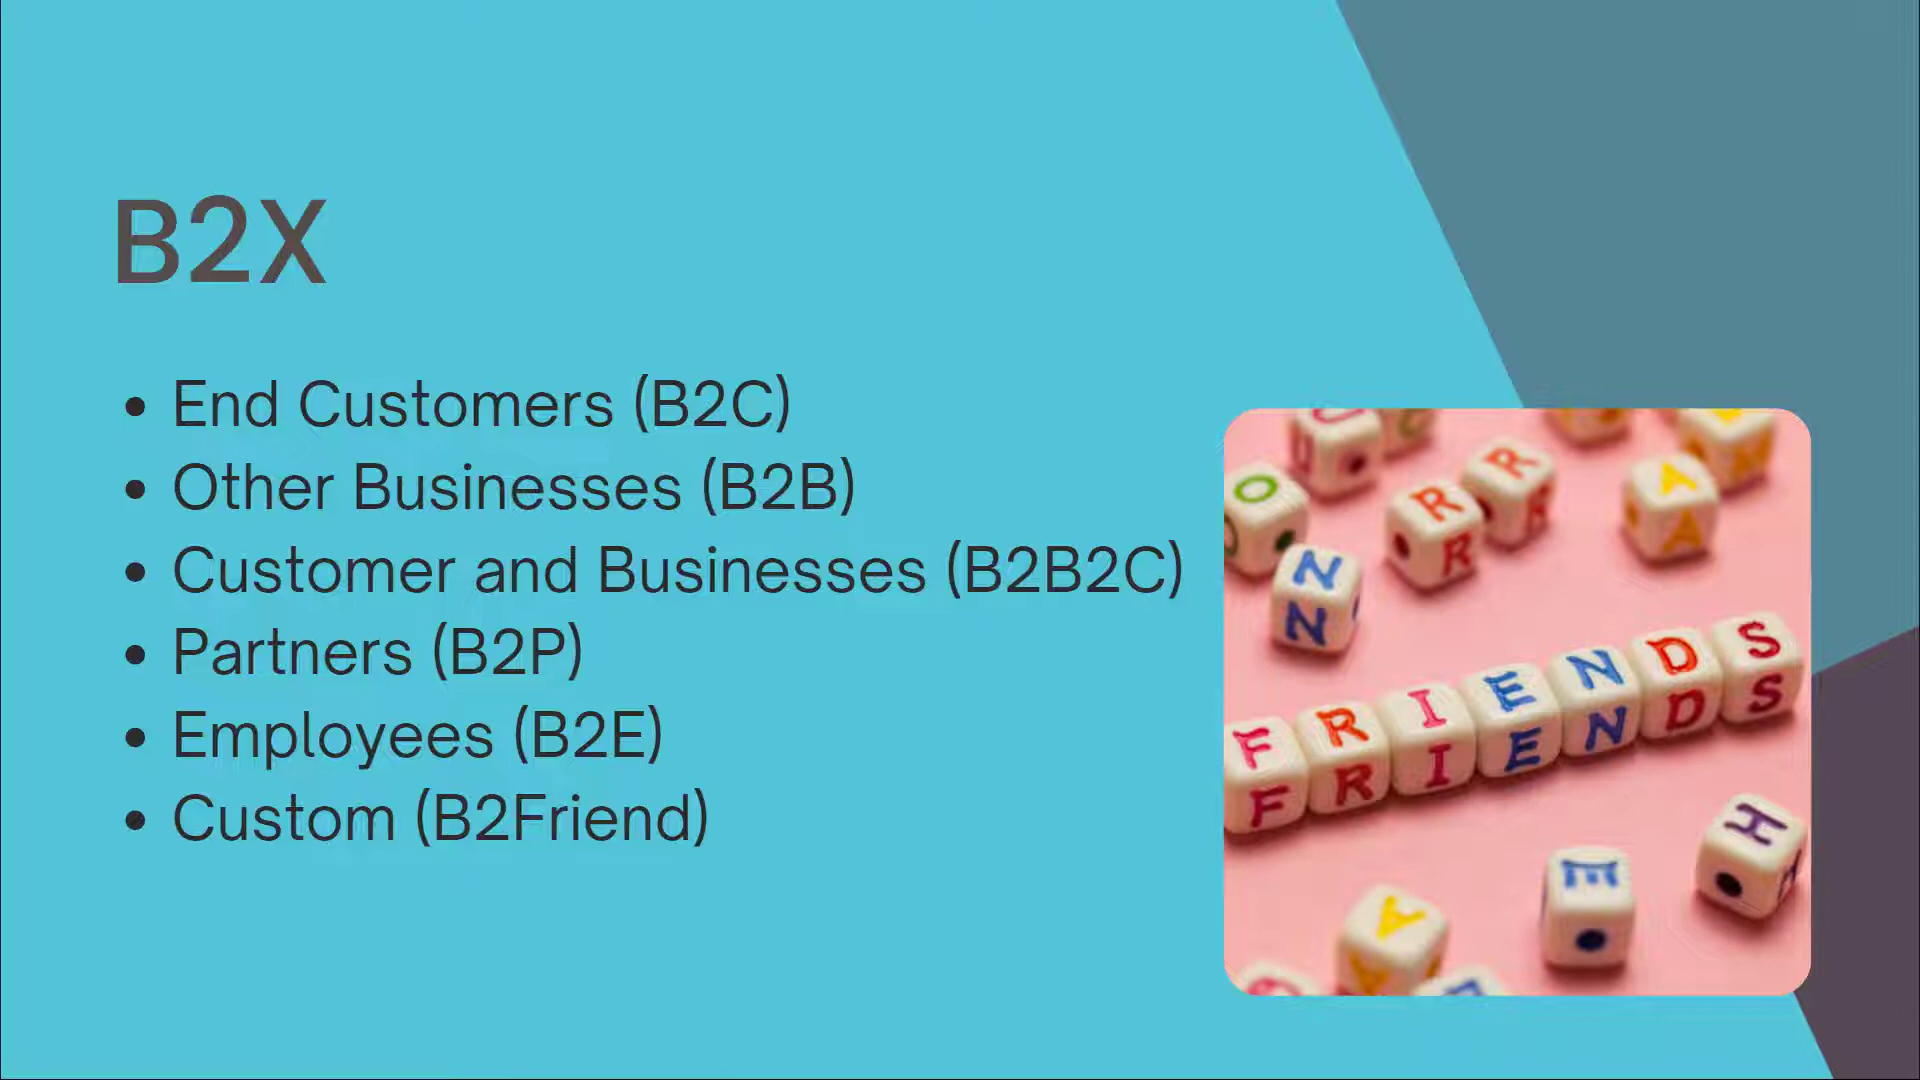 B2X
• End Customers (B2C)
• Other Businesses (B2B)
• Customer and Businesses (B2B2C)
• Partners (B2P)
• Employees (B2E)
• Custom (B2Friend)
O
R
R
R
A
A
N
N
FRIENDS
FRIENDS
H
E
A